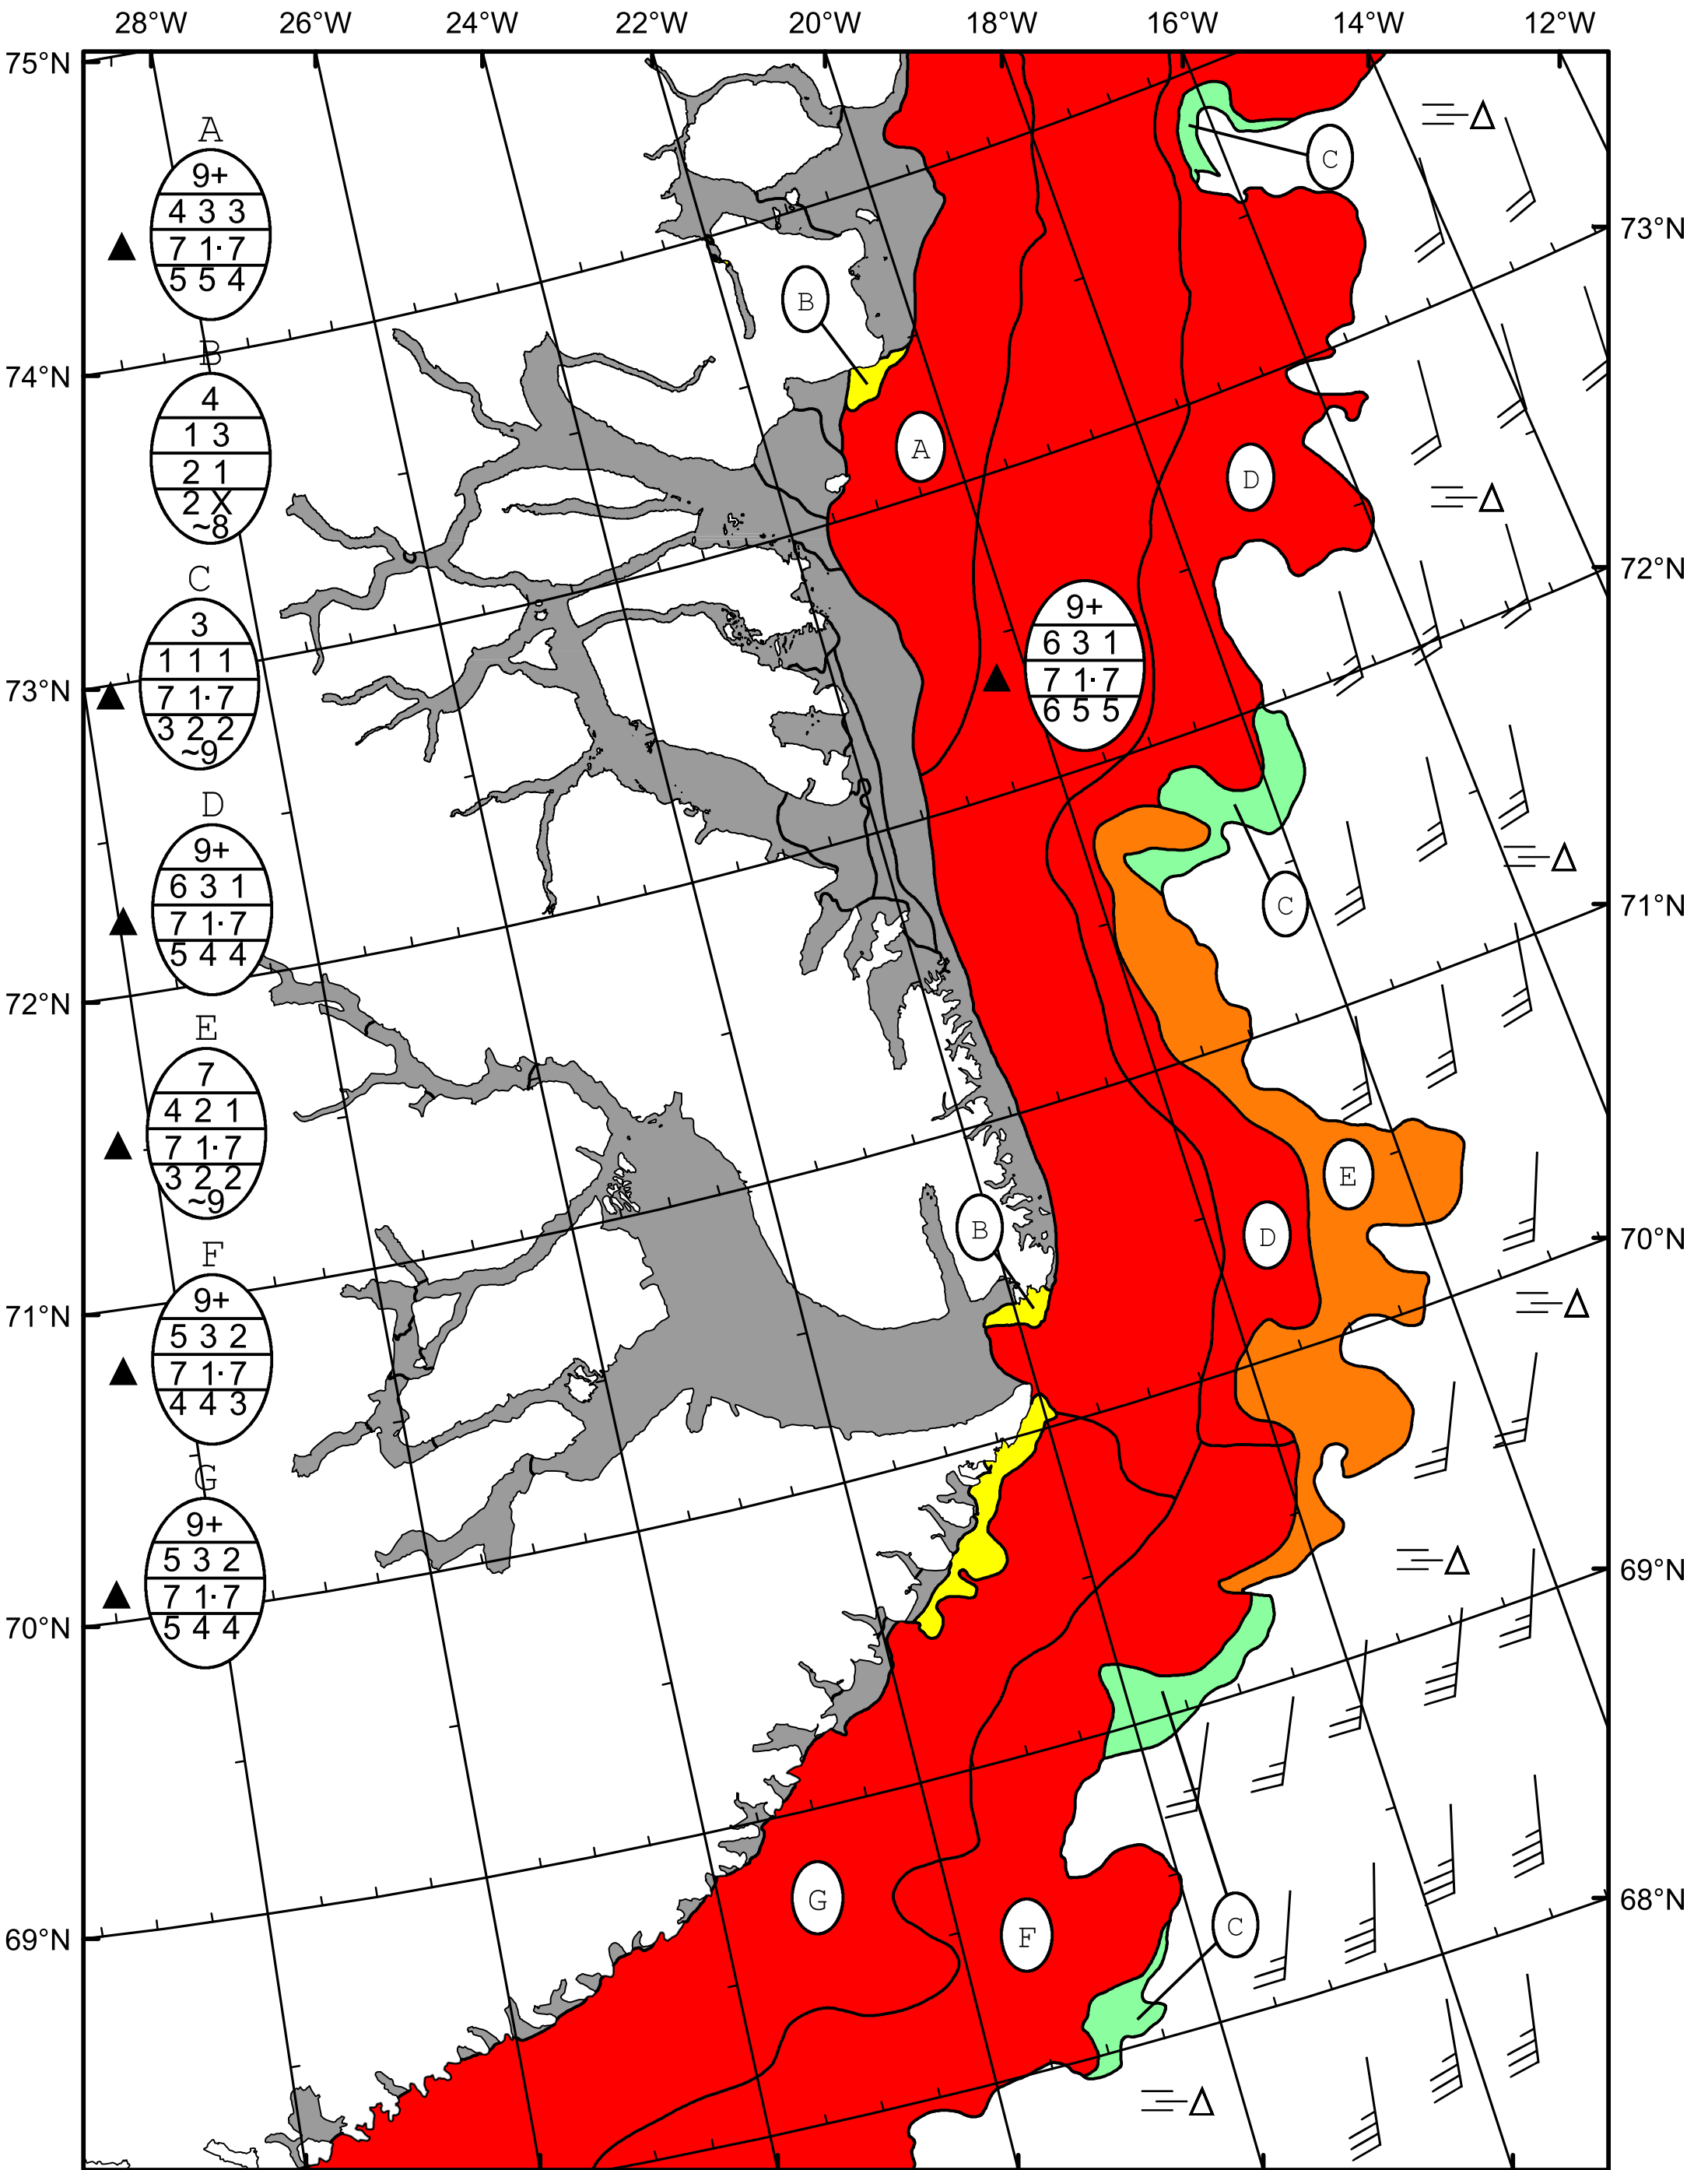 28°W 26°W 24°W 22°W 20°W 18°W 16°W 14°W 12°W
75°N
A
9+
4 3 3
7 1· 7
5 5 4
C
73°N
B
74°N
B
4
1 3
2 1
2 X
~8
A
D
72°N
C
3
1 1 1
7 1· 7
3 2 2
~9
9+
6 3 1
7 1· 7
6 5 5
73°N
D
9+
6 3 1
7 1· 7
5 4 4
C
71°N
72°N
E
7
4 2 1
7 1· 7
3 2 2
~9
E
B
D
70°N
F
9+
5 3 2
7 1· 7
4 4 3
71°N
G
9+
5 3 2
7 1· 7
5 4 4
69°N
70°N
G
F
C
68°N
69°N